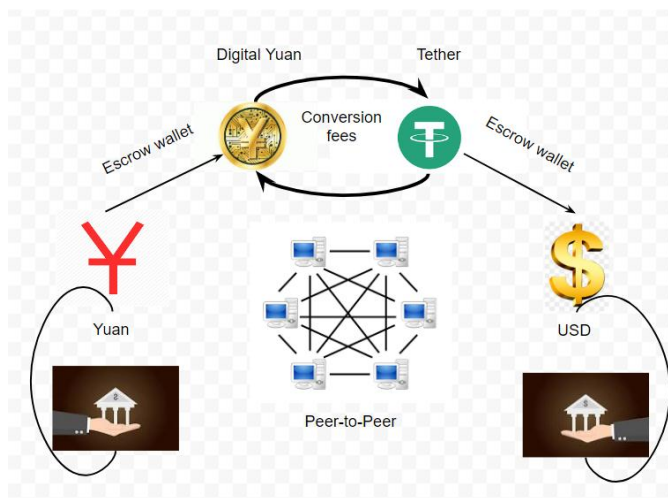 Digital Yuan
Tether
Conversion
fees
Escrow wallet
Escrow wallet
Yuan
USD
Peer-to-Peer